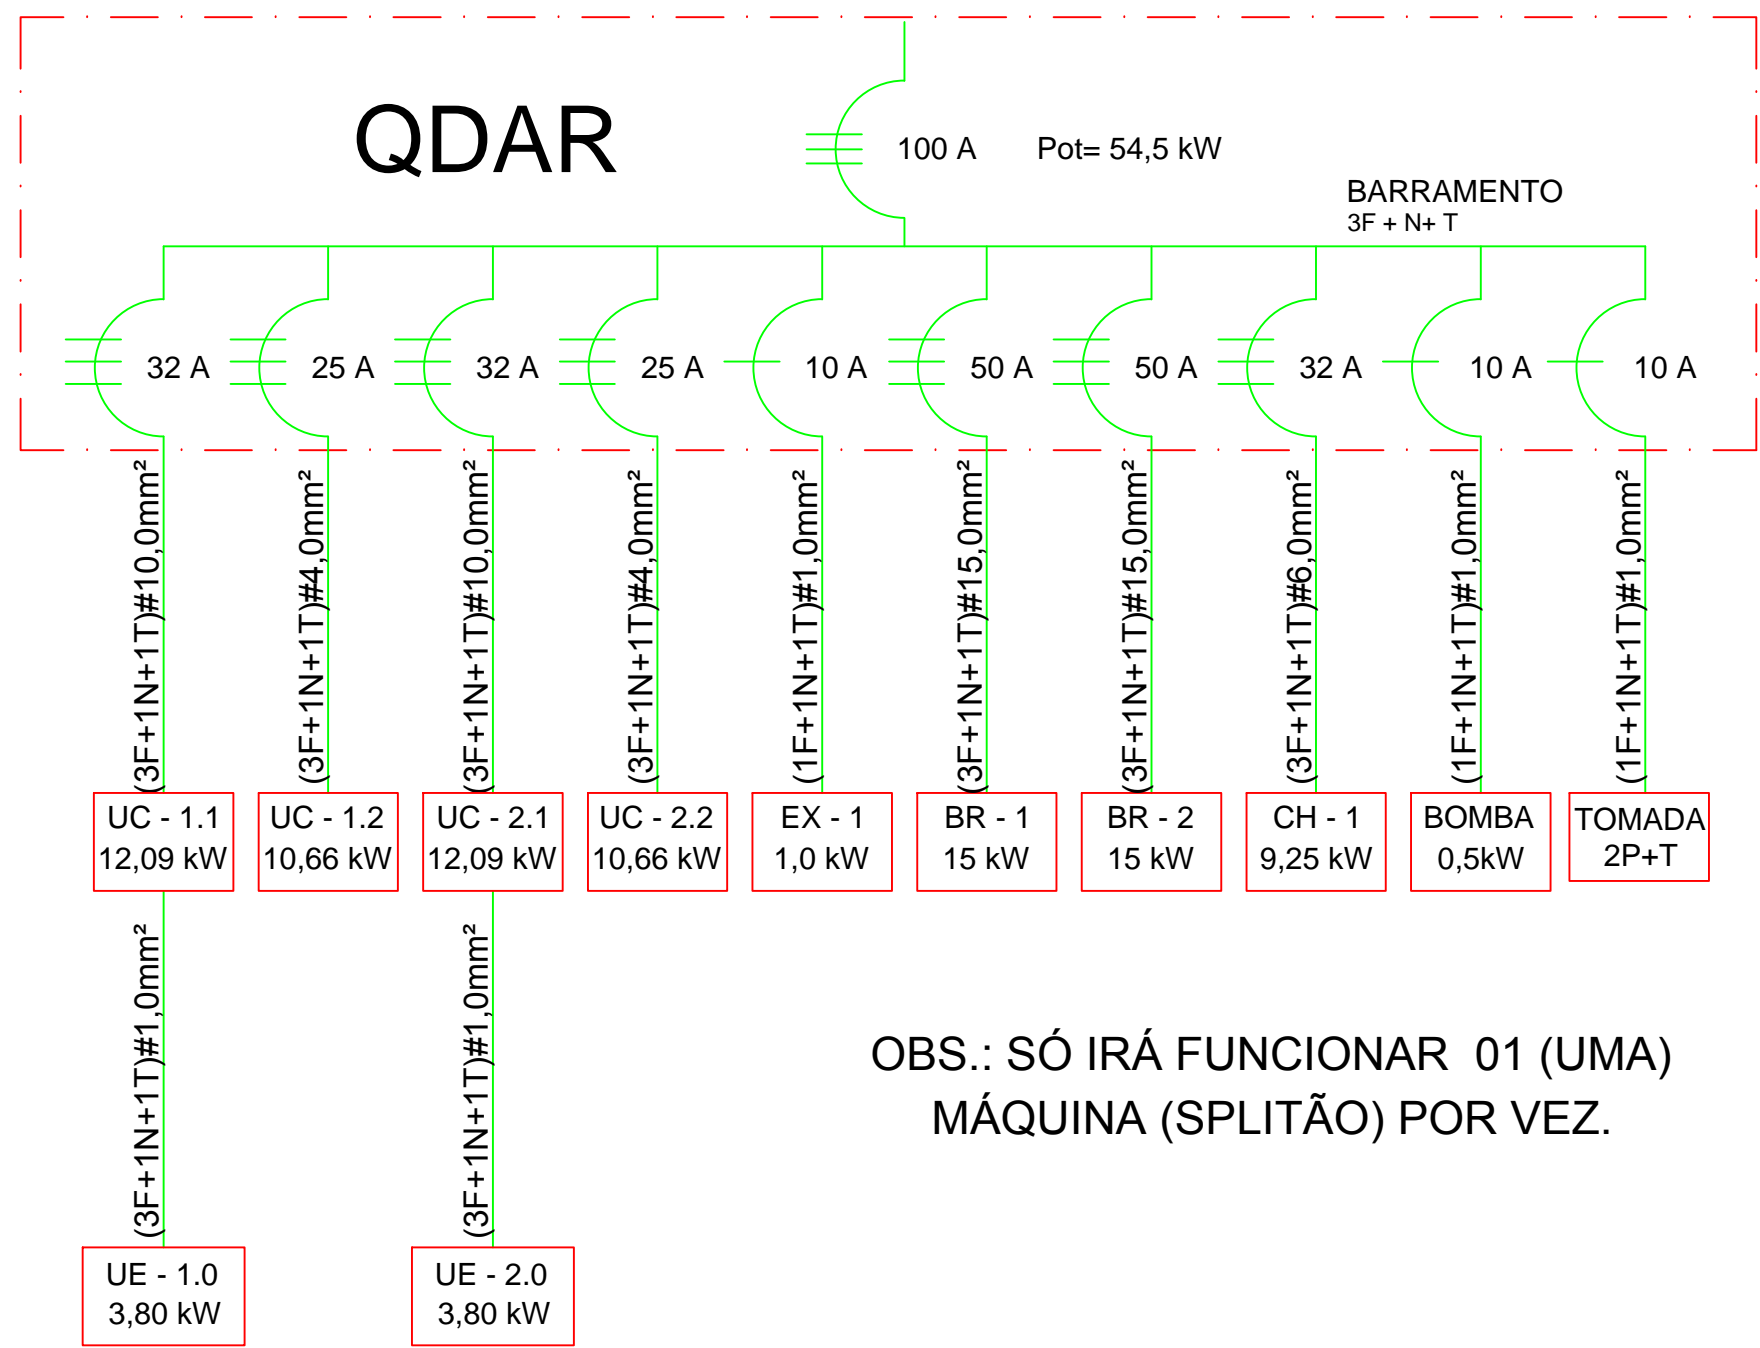 QDAR
100 A
Pot= 54,5 kW
BARRAMENTO
3F + N+ T
32 A
25 A
32 A
25 A
10 A
50 A
50 A
32 A
10 A
10 A
(3F+1N+1T)#10,0mm²
(3F+1N+1T)#4,0mm²
(3F+1N+1T)#10,0mm²
(3F+1N+1T)#4,0mm²
(1F+1N+1T)#1,0mm²
(3F+1N+1T)#15,0mm²
(3F+1N+1T)#15,0mm²
(3F+1N+1T)#6,0mm²
(1F+1N+1T)#1,0mm²
(1F+1N+1T)#1,0mm²
UC - 1.1
12,09 kW
UC - 1.2
10,66 kW
UC - 2.1
12,09 kW
UC - 2.2
10,66 kW
EX - 1
1,0 kW
BR - 1
15 kW
BR - 2
15 kW
CH - 1
9,25 kW
BOMBA
0,5kW
TOMADA
2P+T
(3F+1N+1T)#1,0mm²
(3F+1N+1T)#1,0mm²
OBS.: SÓ IRÁ FUNCIONAR 01 (UMA)
MÁQUINA (SPLITÃO) POR VEZ.
UE - 1.0
3,80 kW
UE - 2.0
3,80 kW